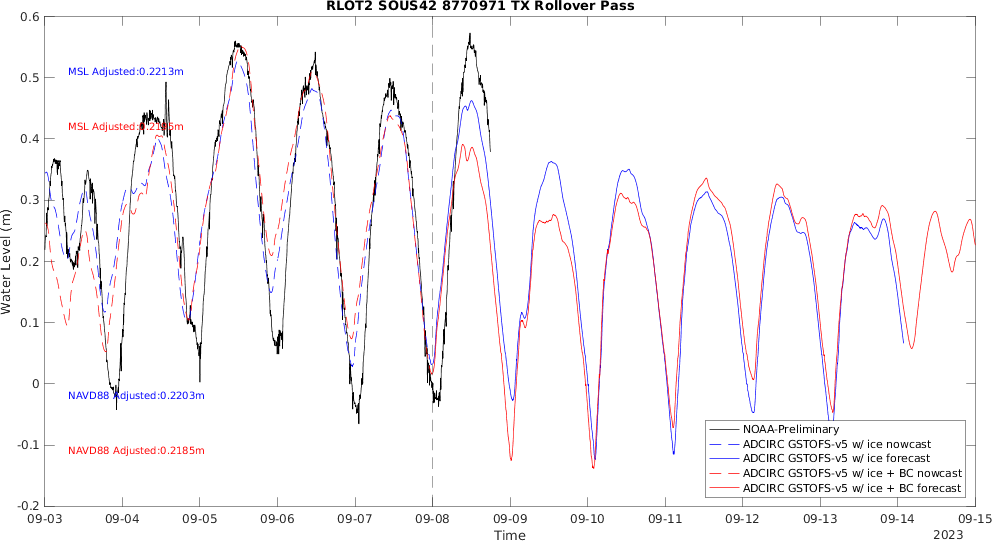 RLOT2 SOUS42 8770971 TX Rollover Pass
0.6
0.5
0.4
0.3
0.2
0.1
0
-0.1
-0.2
Water Level (m)
MSL Adjusted:0.2213m
MSL Adjusted:
NAVD88 Adjusted:0.2203m
NAVD88 Adjusted:0.2185m
NOAA-Preliminary
ADCIRC GSTOFS-v5 w/ ice nowcast
ADCIRC GSTOFS-v5 w/ ice forecast
ADCIRC GSTOFS-v5 w/ ice + BC nowcast
ADCIRC GSTOFS-v5 w/ ice + BC forecast
09-03 09-04 09-05 09-06 09-07 09-08 09-09 09-10 09-11 09-12 09-13 09-14 09-15
Time
2023